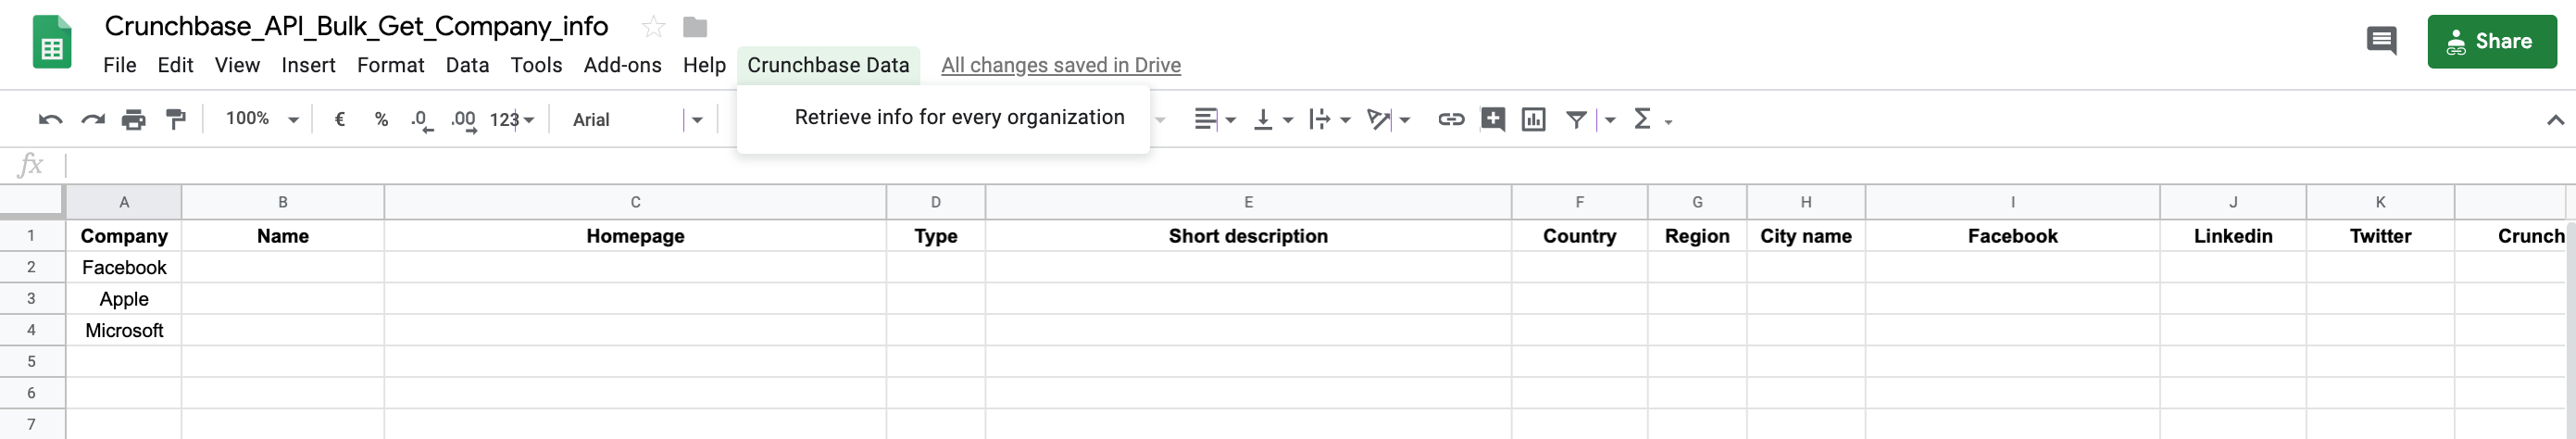 Crunchbase_API_Bulk_Get_Company_info
File Edit View Insert Format Data Tools Add-ons Help Crunchbase Data All changes saved in Drive
Share
Retrieve info for every organization
100% € % .0 .00 123 Arial
fx
A B C D E F G H I J K
1 Company Name Homepage Type Short description Country Region City name Facebook Linkedin Twitter Crunch
2 Facebook
3 Apple
4 Microsoft
5
6
7